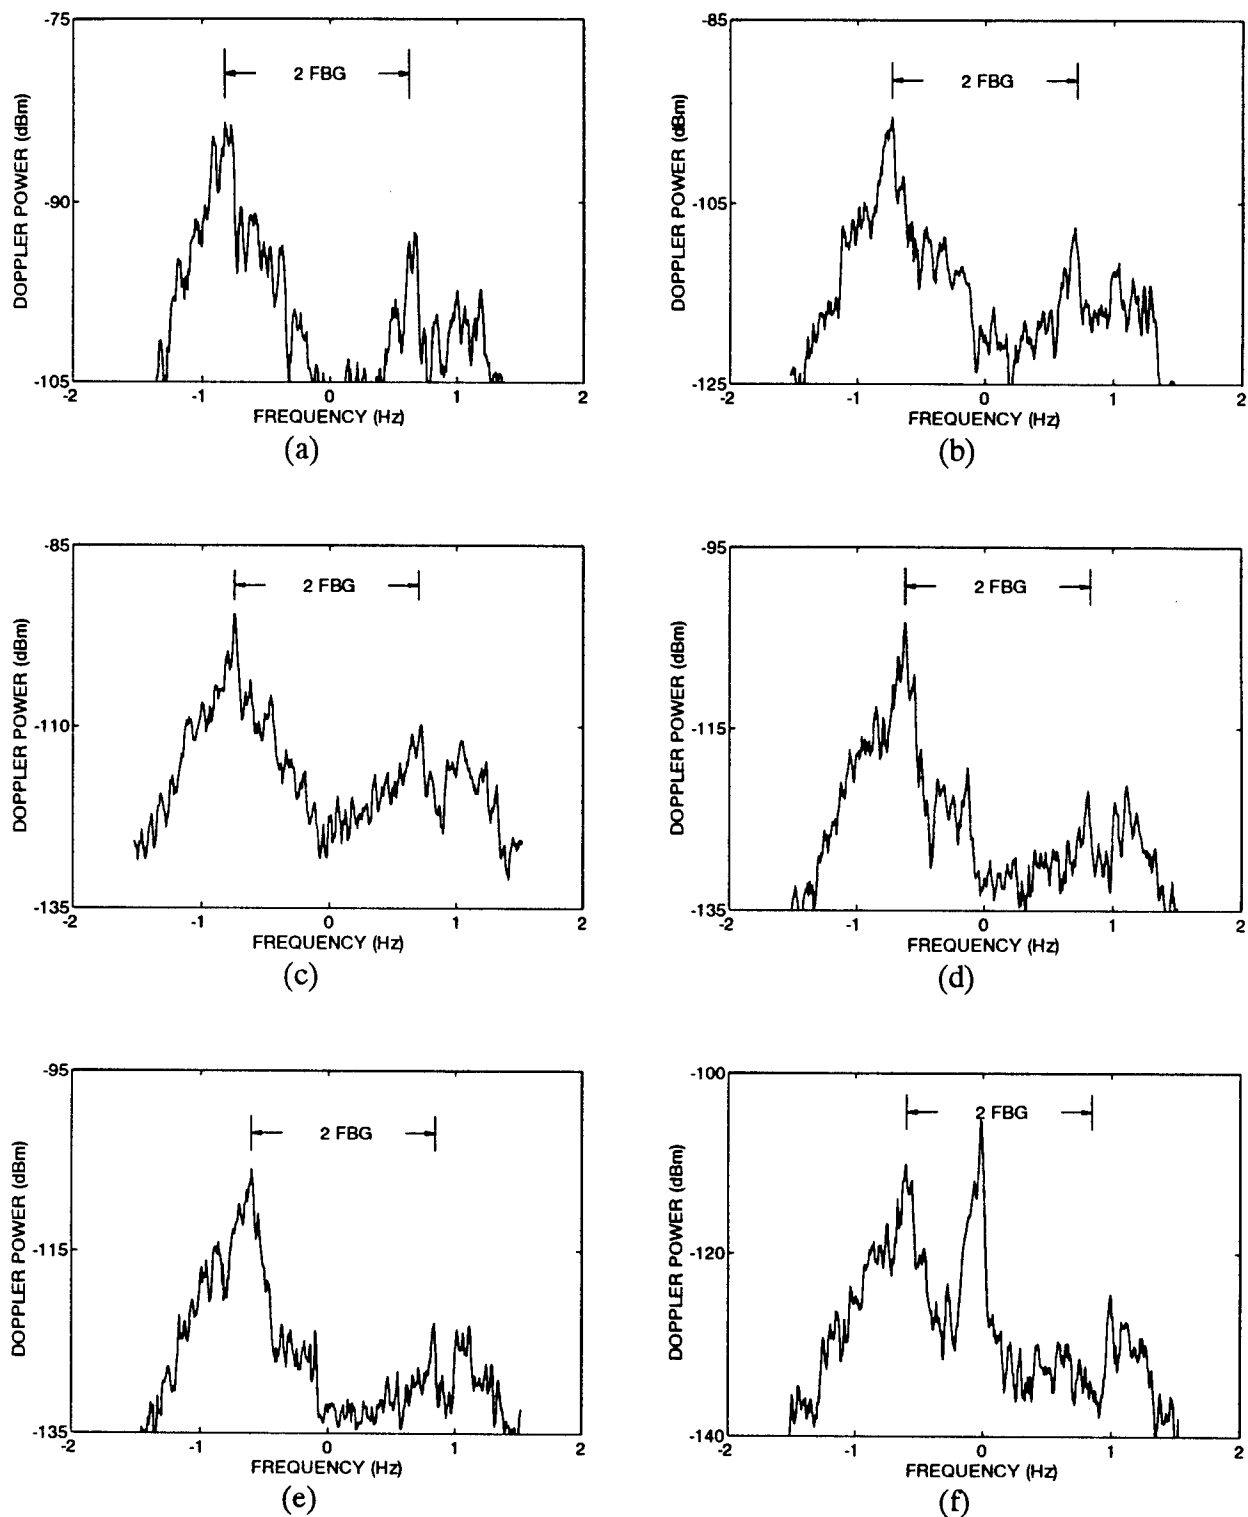 -75
2 FBG
DOPPLER POWER (dBm)
-90
-105
-2
-1
0
1
2
FREQUENCY (Hz)
(a)
-85
2 FBG
DOPPLER POWER (dBm)
-105
-125
-2
-1
0
1
2
FREQUENCY (Hz)
(b)
-85
2 FBG
DOPPLER POWER (dBm)
-110
-135
-2
-1
0
1
2
FREQUENCY (Hz)
(c)
-95
2 FBG
DOPPLER POWER (dBm)
-115
-135
-2
-1
0
1
2
FREQUENCY (Hz)
(d)
-95
2 FBG
DOPPLER POWER (dBm)
-115
-135
-2
-1
0
1
2
FREQUENCY (Hz)
(e)
-100
2 FBG
DOPPLER POWER (dBm)
-120
-140
-2
-1
0
1
2
FREQUENCY (Hz)
(f)